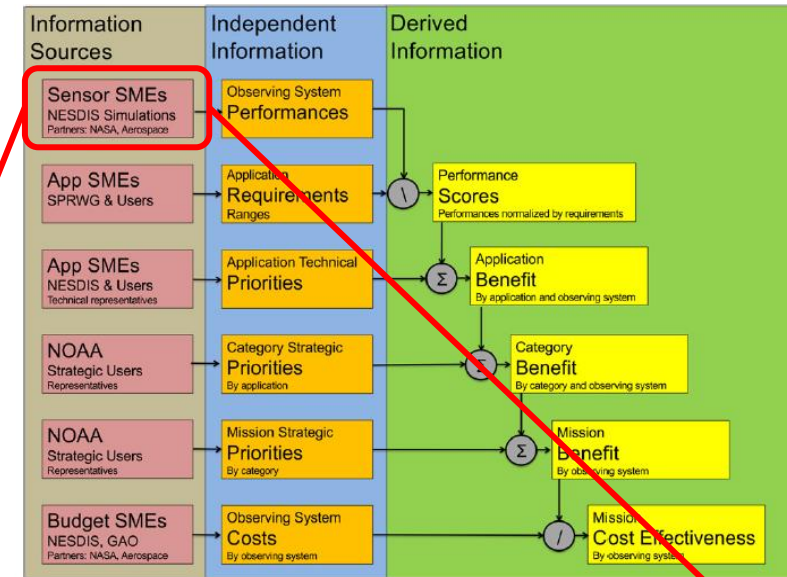 Information
Sources
Independent
Information
Derived
Information
Sensor SMEs
NESDIS Simulations
Partners: NASA, Aerospace
Observing System
Performances
App SMEs
SPRWG & Users
Application
Requirements
Ranges
\
Performance
Scores
Performances normalized by requirements
App SMEs
NESDIS & Users
Technical representatives
Application Technical
Priorities
Σ
Application
Benefit
By application and observing system
NOAA
Strategic Users
Representatives
Category Strategic
Priorities
By application
Σ
Category
Benefit
By category and observing system
NOAA
Strategic Users
Representatives
Mission Strategic
Priorities
By category
Σ
Mission
Benefit
By observing system
Budget SMEs
NESDIS, GAO
Partners: NASA, Aerospace
Observing System
Costs
By observing system
/
Mission
Cost Effectiveness
By observing system